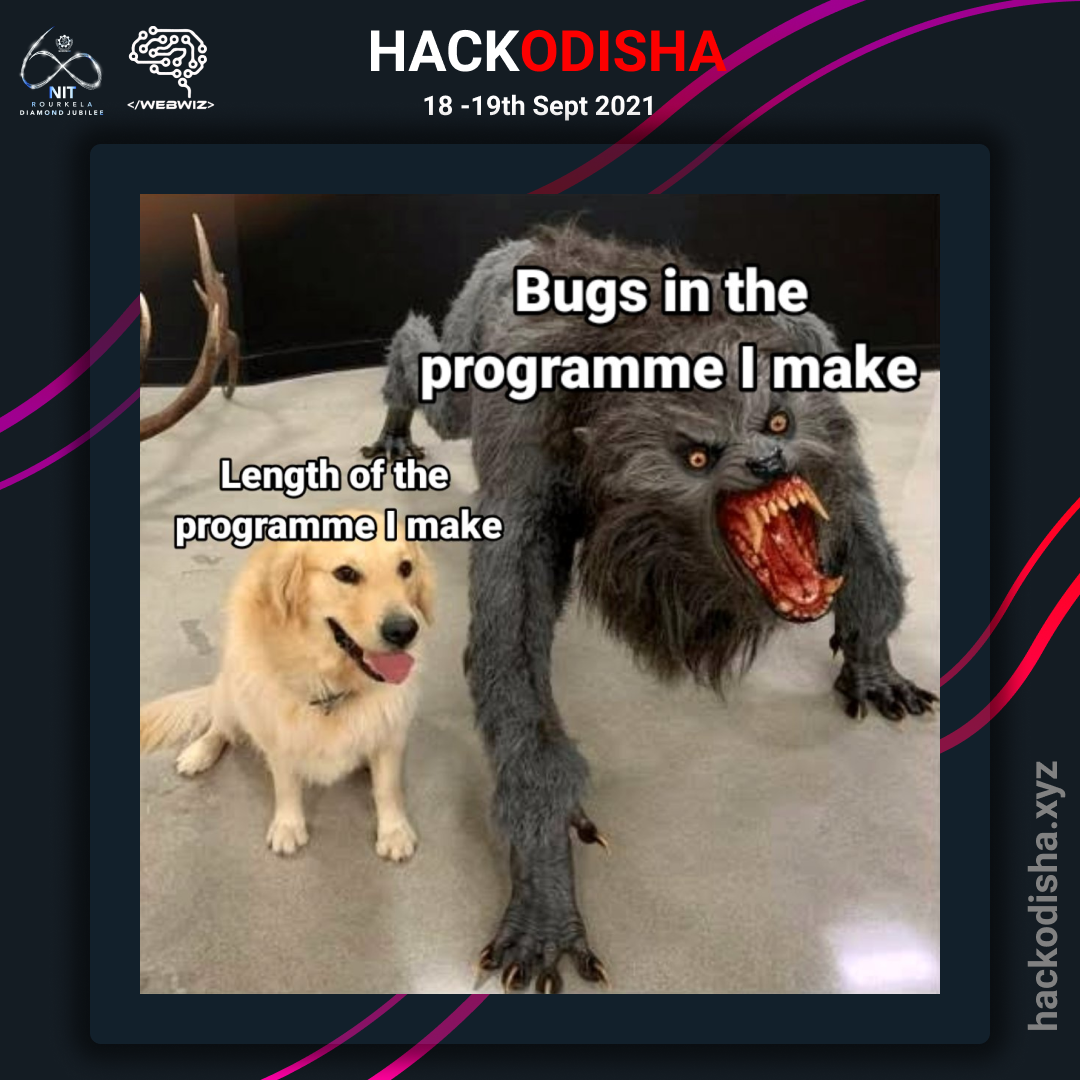 NIT
ROURKELA
DIAMOND JUBILEE
</WEBWIZ>
HACKODISHA
18 -19th Sept 2021
Bugs in the
programme I make
Length of the
programme I make
hackodisha.xyz